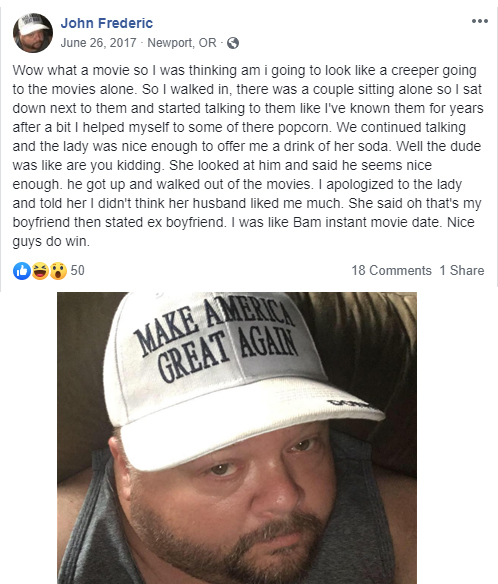 John Frederic
June 26, 2017 · Newport, OR ·
Wow what a movie so I was thinking am i going to look like a creeper going
to the movies alone. So I walked in, there was a couple sitting alone so I sat
down next to them and started talking to them like I've known them for years
after a bit I helped myself to some of there popcorn. We continued talking
and the lady was nice enough to offer me a drink of her soda. Well the dude
was like are you kidding. She looked at him and said he seems nice
enough. he got up and walked out of the movies. I apologized to the lady
and told her I didn't think her husband liked me much. She said oh that's my
boyfriend then stated ex boyfriend. I was like Bam instant movie date. Nice
guys do win.
50
18 Comments 1 Share
MAKE AMERICA
GREAT AGAIN